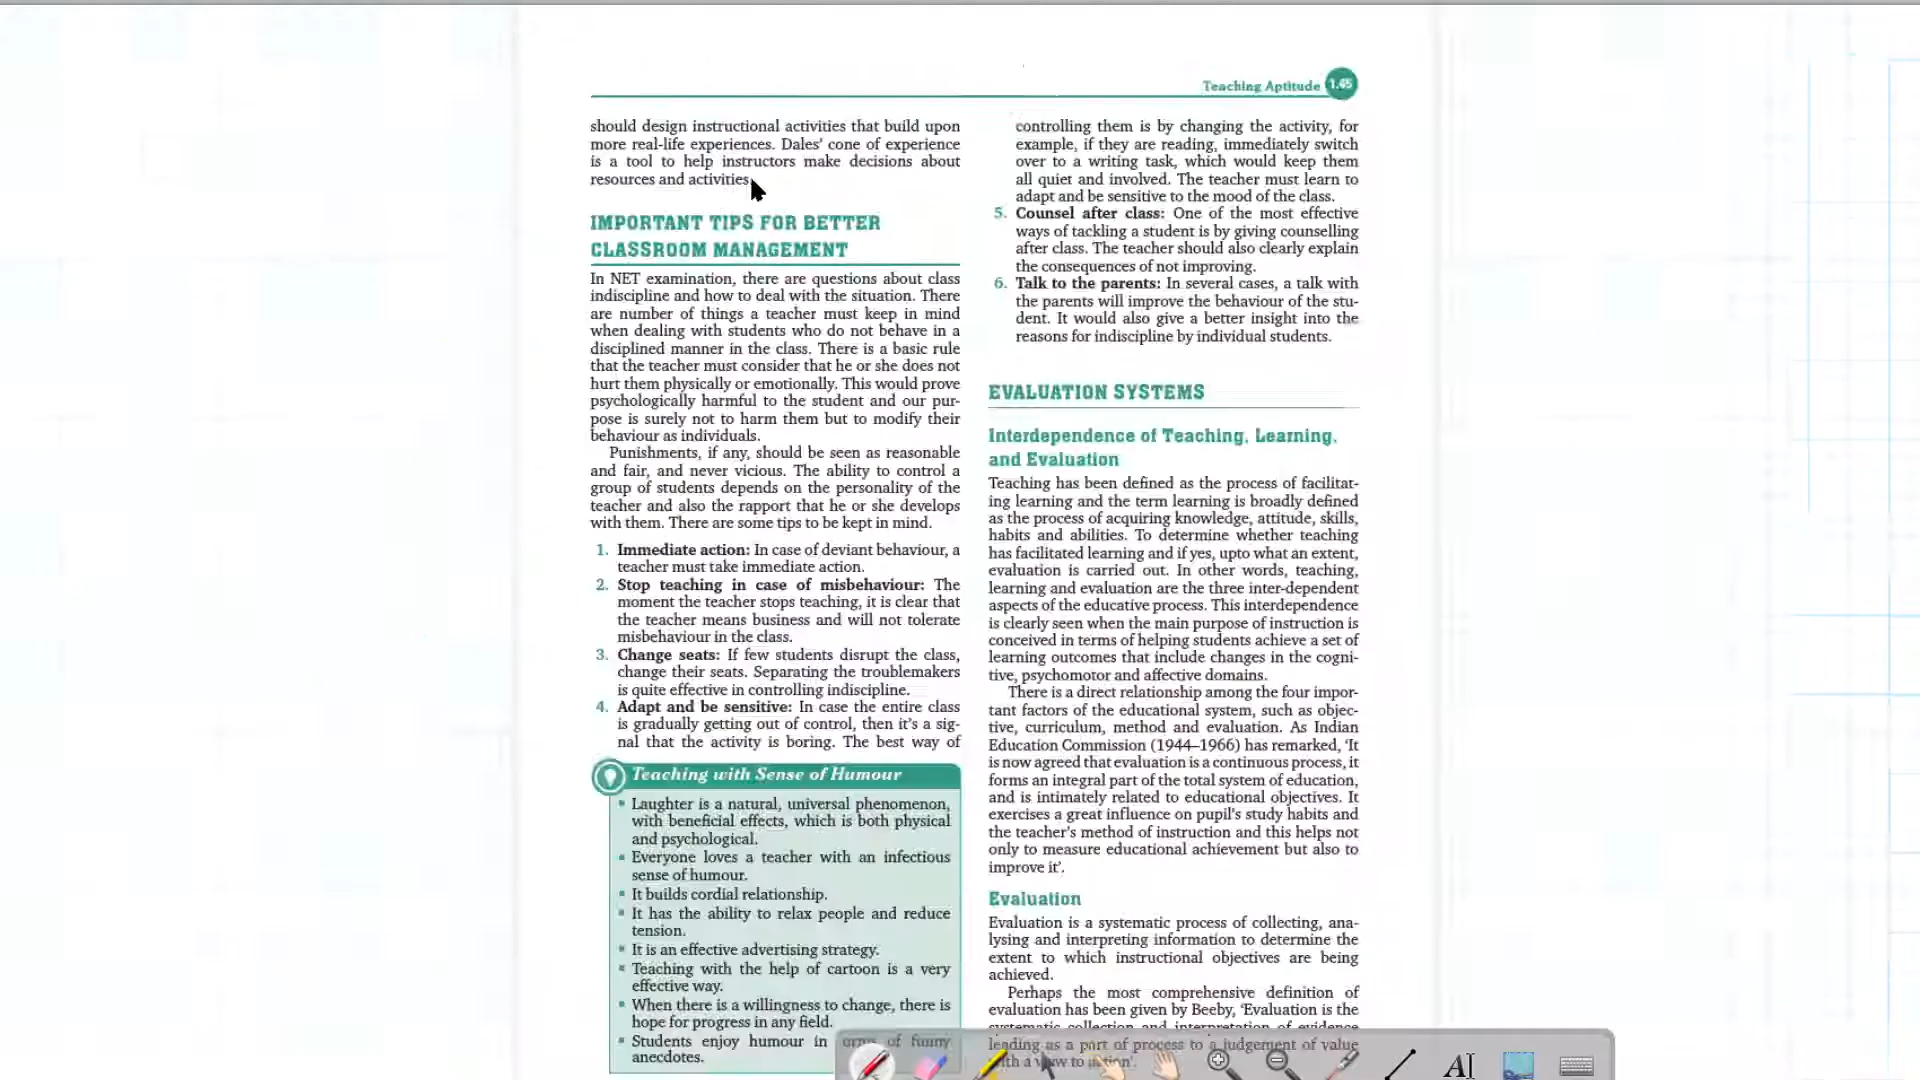 Teaching Aptitude 1.45
should design instructional activities that build upon
more real-life experiences. Dales' cone of experience
is a tool to help instructors make decisions about
resources and activities.
IMPORTANT TIPS FOR BETTER
CLASSROOM MANAGEMENT
In NET examination, there are questions about class
indiscipline and how to deal with the situation. There
are number of things a teacher must keep in mind
when dealing with students who do not behave in a
disciplined manner in the class. There is a basic rule
that the teacher must consider that he or she does not
hurt them physically or emotionally. This would prove
psychologically harmful to the student and our pur-
pose is surely not to harm them but to modify their
behaviour as individuals.
Punishments, if any, should be seen as reasonable
and fair, and never vicious. The ability to control a
group of students depends on the personality of the
teacher and also the rapport that he or she develops
with them. There are some tips to be kept in mind.
1. Immediate action: In case of deviant behaviour, a
teacher must take immediate action.
2. Stop teaching in case of misbehaviour: The
moment the teacher stops teaching, it is clear that
the teacher means business and will not tolerate
misbehaviour in the class.
3. Change seats: If few students disrupt the class,
change their seats. Separating the troublemakers
is quite effective in controlling indiscipline.
4. Adapt and be sensitive: In case the entire class
is gradually getting out of control, then it's a sig-
nal that the activity is boring. The best way of
Teaching with Sense of Humour
▪ Laughter is a natural, universal phenomenon,
with beneficial effects, which is both physical
and psychological.
▪ Everyone loves a teacher with an infectious
sense of humour.
▪ It builds cordial relationship.
▪ It has the ability to relax people and reduce
tension.
▪ It is an effective advertising strategy.
▪ Teaching with the help of cartoon is a very
effective way.
▪ When there is a willingness to change, there is
hope for progress in any field.
▪ Students enjoy humour in of funny
anecdotes.
controlling them is by changing the activity, for
example, if they are reading, immediately switch
over to a writing task, which would keep them
all quiet and involved. The teacher must learn to
adapt and be sensitive to the mood of the class.
5. Counsel after class: One of the most effective
ways of tackling a student is by giving counselling
after class. The teacher should also clearly explain
the consequences of not improving.
6. Talk to the parents: In several cases, a talk with
the parents will improve the behaviour of the stu-
dent. It would also give a better insight into the
reasons for indiscipline by individual students.
EVALUATION SYSTEMS
Interdependence of Teaching, Learning,
and Evaluation
Teaching has been defined as the process of facilitat-
ing learning and the term learning is broadly defined
as the process of acquiring knowledge, attitude, skills,
habits and abilities. To determine whether teaching
has facilitated learning and if yes, upto what an extent,
evaluation is carried out. In other words, teaching,
learning and evaluation are the three inter-dependent
aspects of the educative process. This interdependence
is clearly seen when the main purpose of instruction is
conceived in terms of helping students achieve a set of
learning outcomes that include changes in the cogni-
tive, psychomotor and affective domains.
There is a direct relationship among the four impor-
tant factors of the educational system, such as objec-
tive, curriculum, method and evaluation. As Indian
Education Commission (1944–1966) has remarked, 'It
is now agreed that evaluation is a continuous process, it
forms an integral part of the total system of education,
and is intimately related to educational objectives. It
exercises a great influence on pupil's study habits and
the teacher's method of instruction and this helps not
only to measure educational achievement but also to
improve it'.
Evaluation
Evaluation is a systematic process of collecting, ana-
lysing and interpreting information to determine the
extent to which instructional objectives are being
achieved.
Perhaps the most comprehensive definition of
evaluation has been given by Beeby, 'Evaluation is the
systematic collection and interpretation of evidence
leading as a part of process to a judgement of value
with a view to action'.
AI